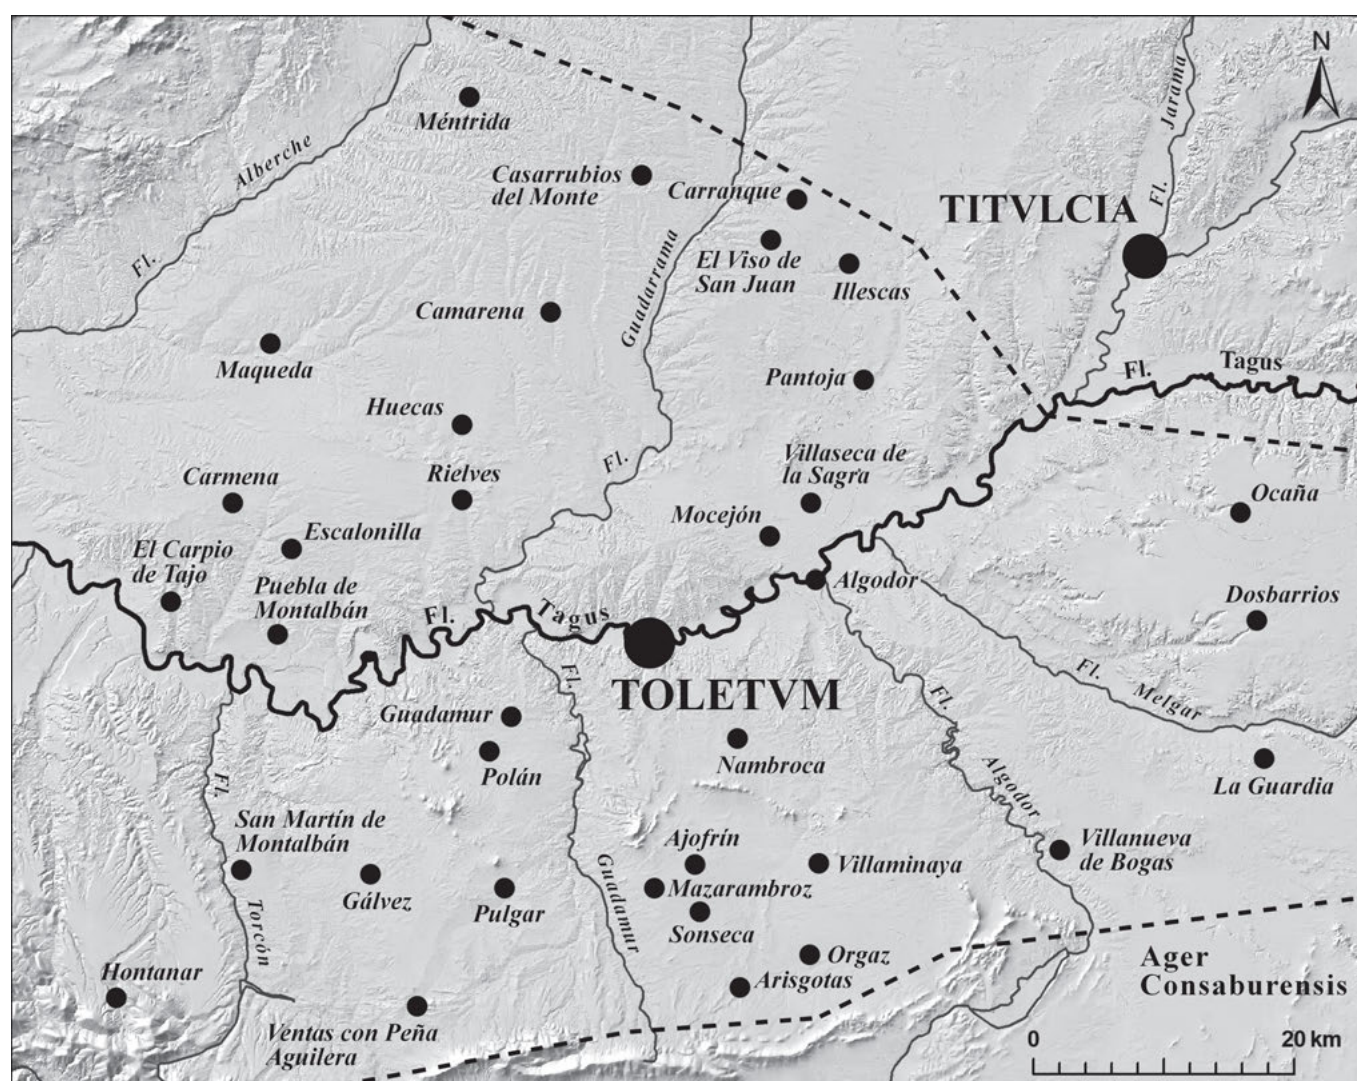 N
Méntrida
Fl. Alberche
Casarrubios
del Monte
Carranque
Fl. Jarama
TITVLCIA
El Viso de
San Juan
Illescas
Fl. Guadarrama
Camarena
Maqueda
Pantoja
Fl. Tagus
Huecas
Villaseca de
la Sagra
Carmena
Rielves
Ocaña
Mocejón
Escalonilla
El Carpio
de Tajo
Puebla de
Montalbán
Algodor
Dosbarrios
Fl. Tagus
TOLETVM
Fl. Melgar
Guadamur
Polán
Nambroca
Fl. Algodor
La Guardia
San Martín de
Montalbán
Ajofrín
Villaminaya
Villanueva
de Bogas
Gálvez
Pulgar
Fl. Guadamur
Mazarambroz
Sonseca
Fl. Torcón
Hontanar
Orgaz
Arisgotas
Ager
Consaburensis
Ventas con Peña
Aguilera
0 20 km